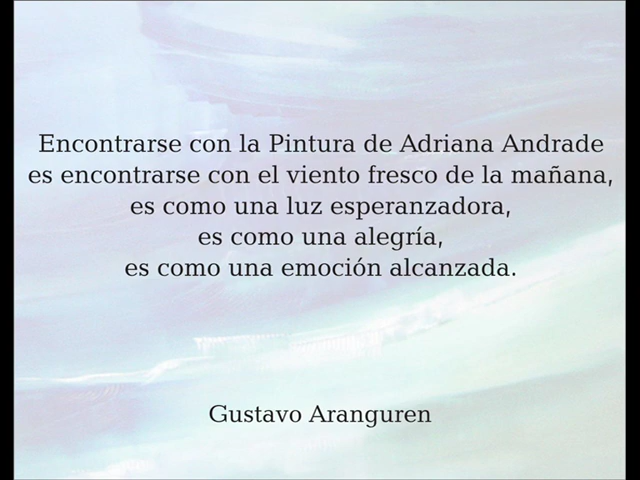 Encontrarse con la Pintura de Adriana Andrade
es encontrarse con el viento fresco de la mañana,
es como una luz esperanzadora,
es como una alegría,
es como una emoción alcanzada.
Gustavo Aranguren